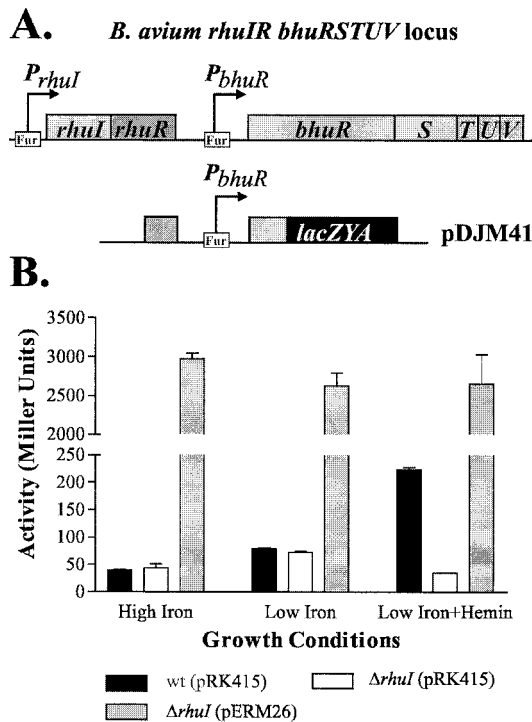 A. B. avium rhuIR bhuRSTUV locus
PrhuI PbhuR
Fur rhuI rhuR Fur bhuR S T U V
PbhuR
Fur lacZYA pDJM41
B.
Activity (Miller Units)
3500
3000
2500
2000
250
200
150
100
50
0
High Iron Low Iron Low Iron+Hemin
Growth Conditions
wt (pRK415) ΔrhuI (pRK415)
ΔrhuI (pERM26)